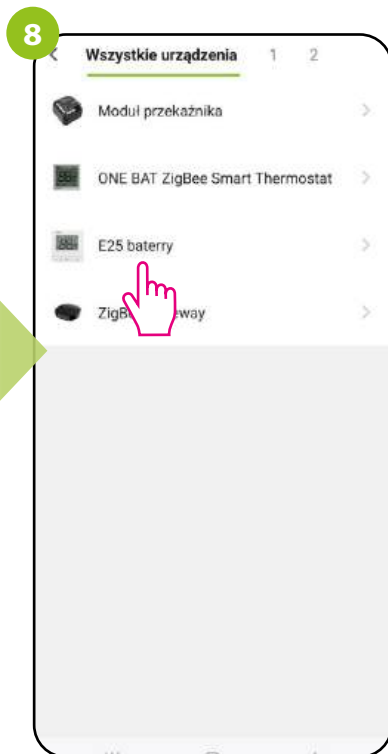 8
Wszystkie urządzenia 1 2
Moduł przekaźnika
ONE BAT ZigBee Smart Thermostat
E25 baterry